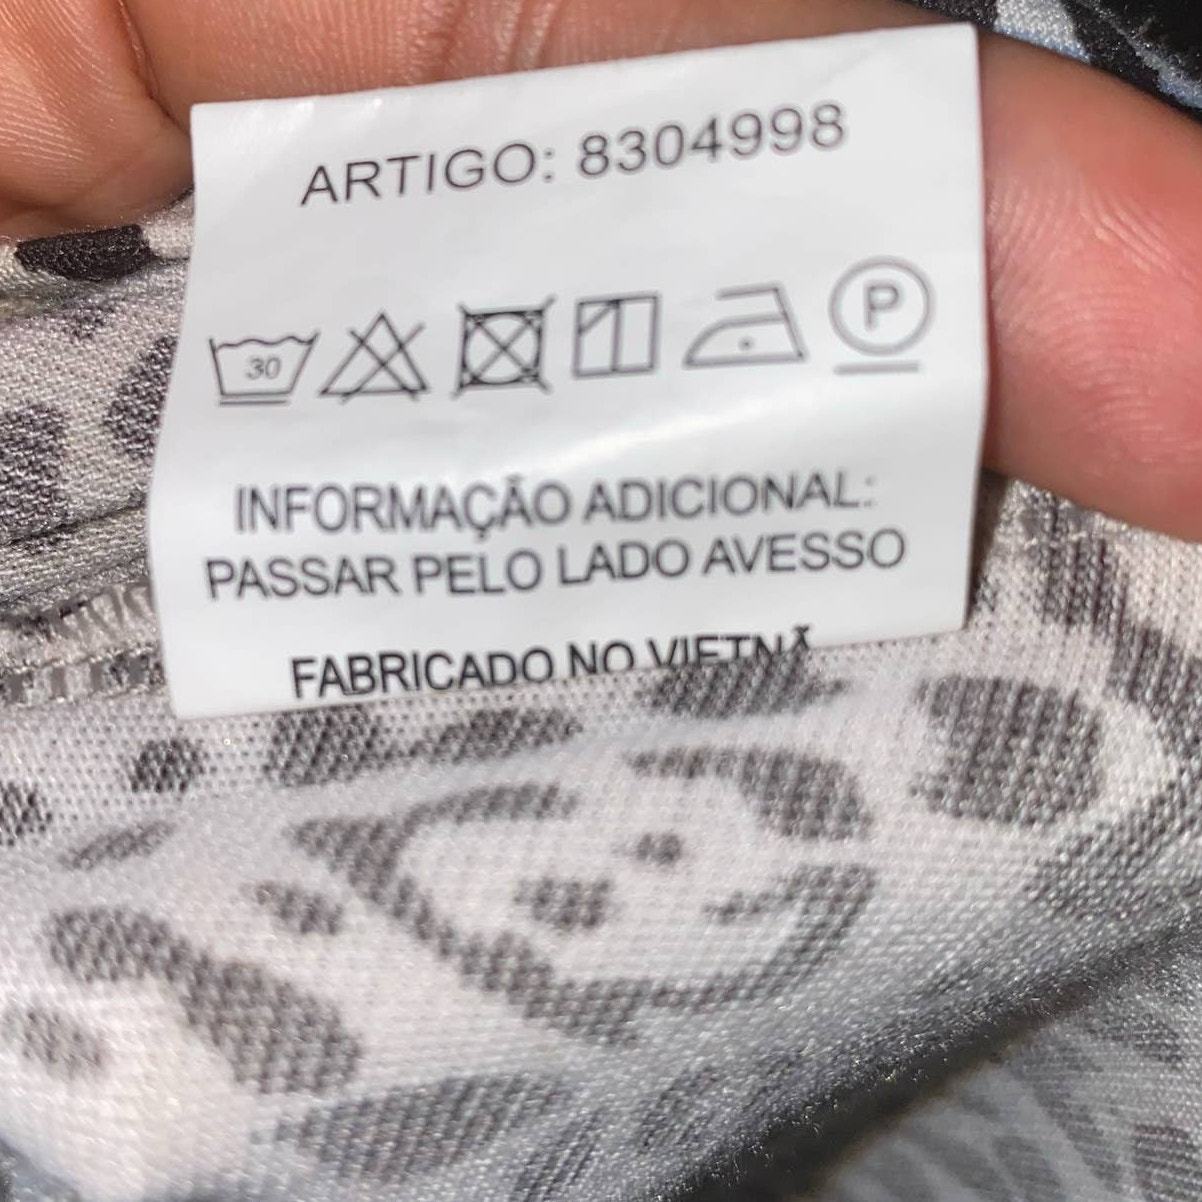 ARTIGO: 8304998
30 P
INFORMAÇÃO ADICIONAL:
PASSAR PELO LADO AVESSO
FABRICADO NO VIETNÃ